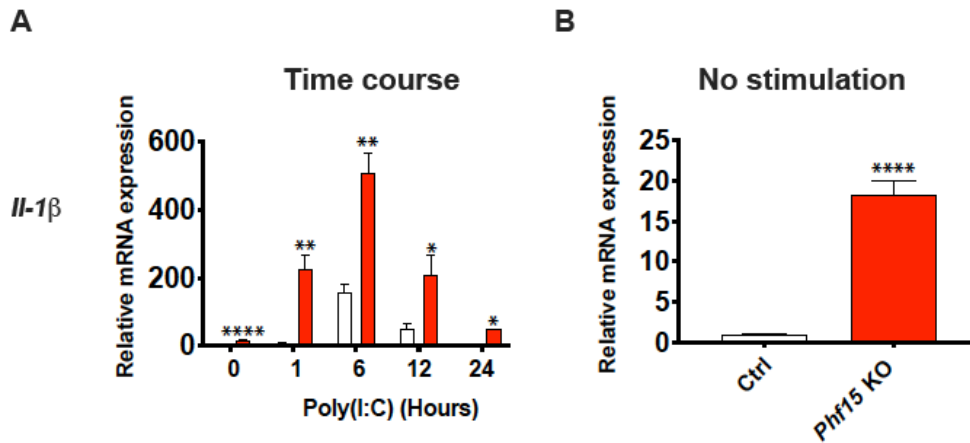 A
B
Time course
No stimulation
Il-1β
Relative mRNA expression
600
400
200
0
****
**
**
*
*
0 1 6 12 24
Poly(I:C) (Hours)
Relative mRNA expression
25
20
15
10
5
0
****
Ctrl
Phf15 KO